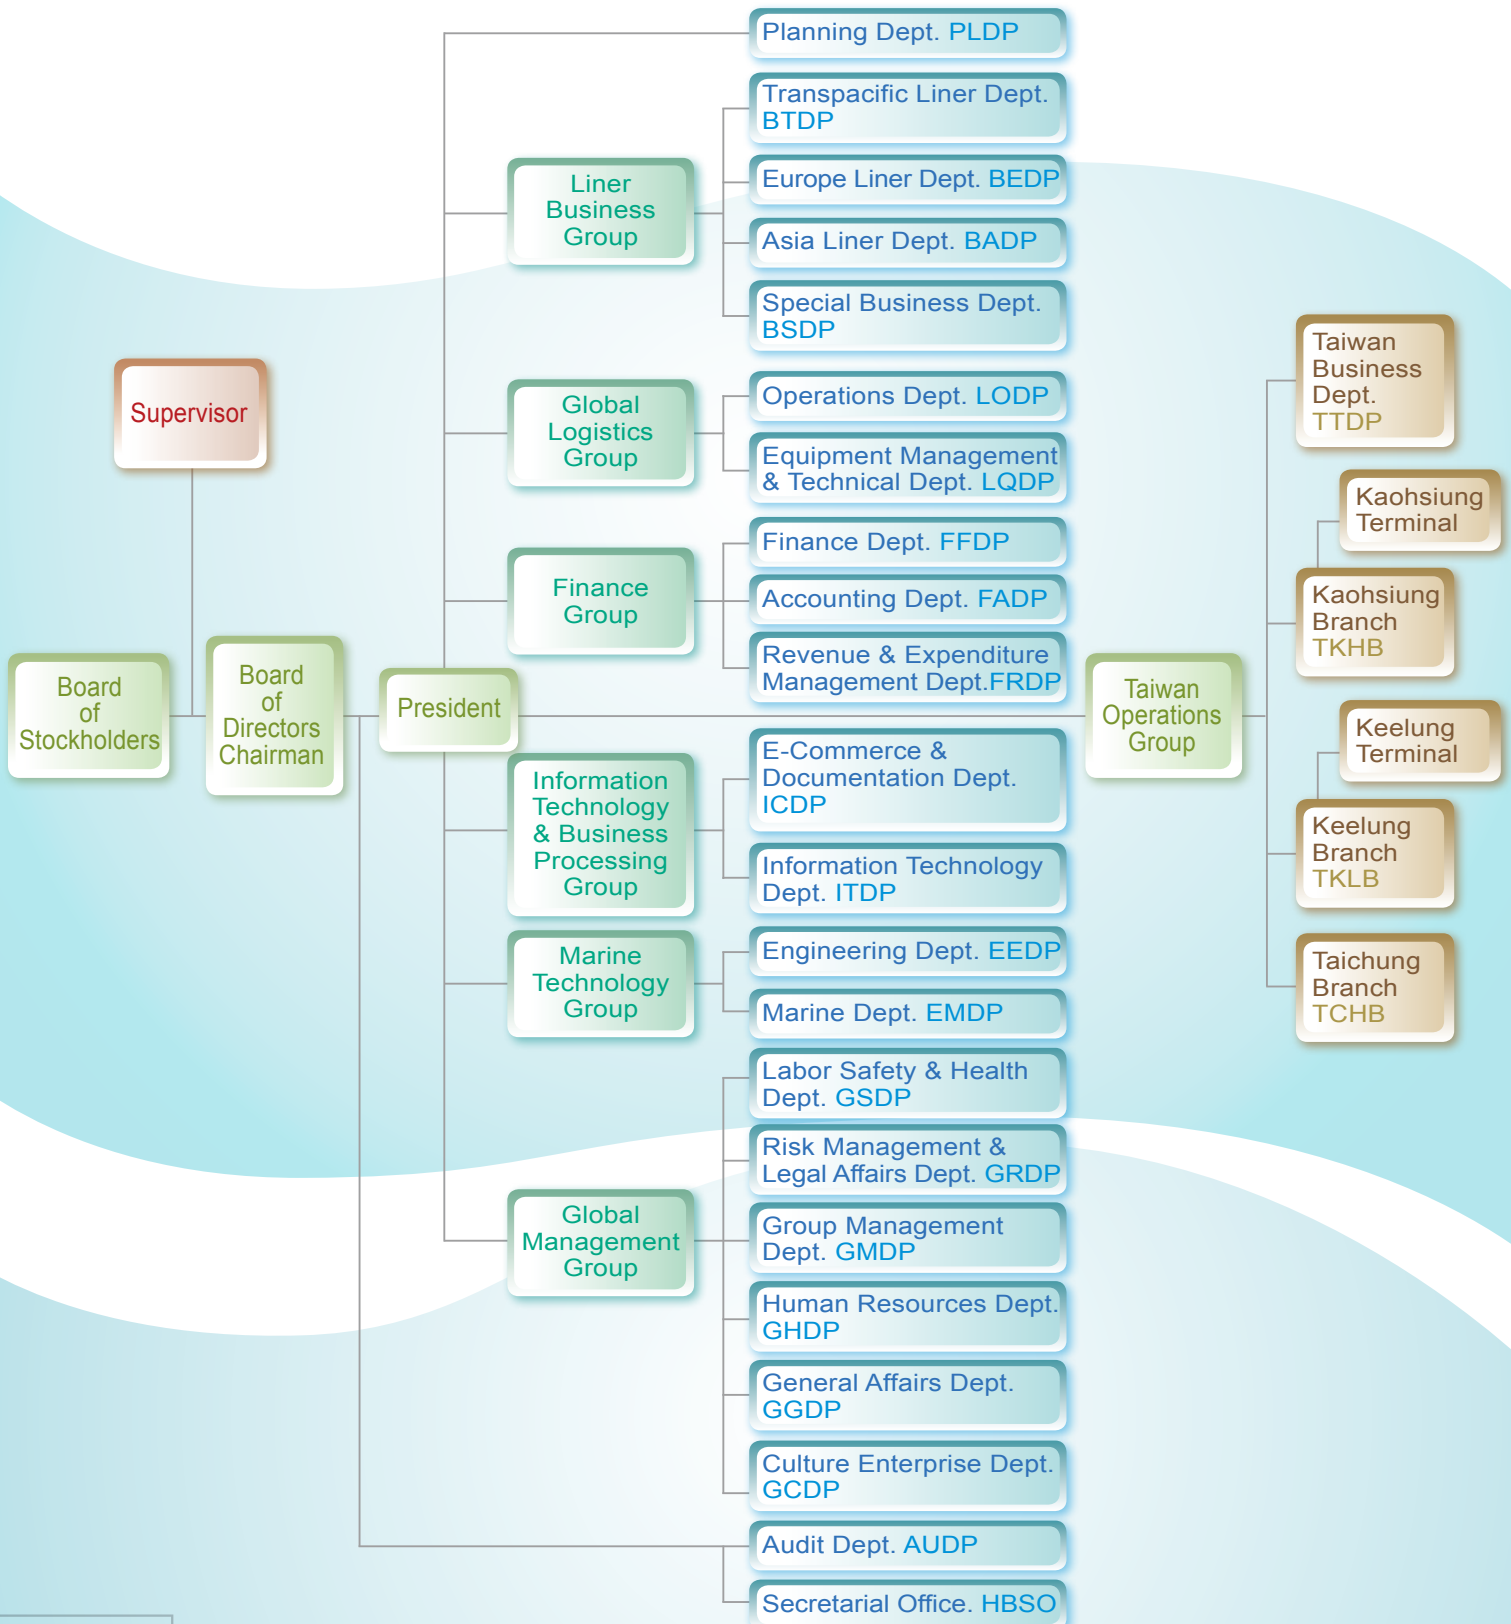 Planning Dept. PLDP
Transpacific Liner Dept.
BTDP
Europe Liner Dept. BEDP
Asia Liner Dept. BADP
Special Business Dept.
BSDP
Liner
Business
Group
Operations Dept. LODP
Equipment Management
& Technical Dept. LQDP
Global
Logistics
Group
Finance Dept. FFDP
Accounting Dept. FADP
Revenue & Expenditure
Management Dept.FRDP
Finance
Group
Supervisor
Board
of
Stockholders
Board
of
Directors
Chairman
President
Taiwan
Operations
Group
Taiwan
Business
Dept.
TTDP
Kaohsiung
Terminal
Kaohsiung
Branch
TKHB
Keelung
Terminal
Keelung
Branch
TKLB
Taichung
Branch
TCHB
Information
Technology
& Business
Processing
Group
E-Commerce &
Documentation Dept.
ICDP
Information Technology
Dept. ITDP
Marine
Technology
Group
Engineering Dept. EEDP
Marine Dept. EMDP
Global
Management
Group
Labor Safety & Health
Dept. GSDP
Risk Management &
Legal Affairs Dept. GRDP
Group Management
Dept. GMDP
Human Resources Dept.
GHDP
General Affairs Dept.
GGDP
Culture Enterprise Dept.
GCDP
Audit Dept. AUDP
Secretarial Office. HBSO